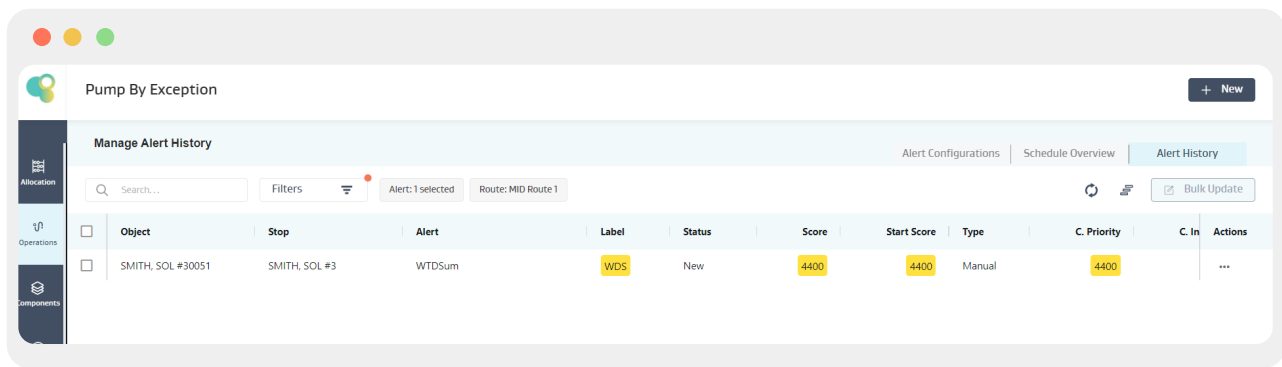 Pump By Exception
+ New
Manage Alert History
Alert Configurations
Schedule Overview
Alert History
Allocation
Search...
Filters
Alert: 1 selected
Route: MID Route 1
Bulk Update
Operations
Object Stop Alert Label Status Score Start Score Type C. Priority C. In Actions
SMITH, SOL #30051 SMITH, SOL #3 WTDSum WDS New 4400 4400 Manual 4400 ...
Components